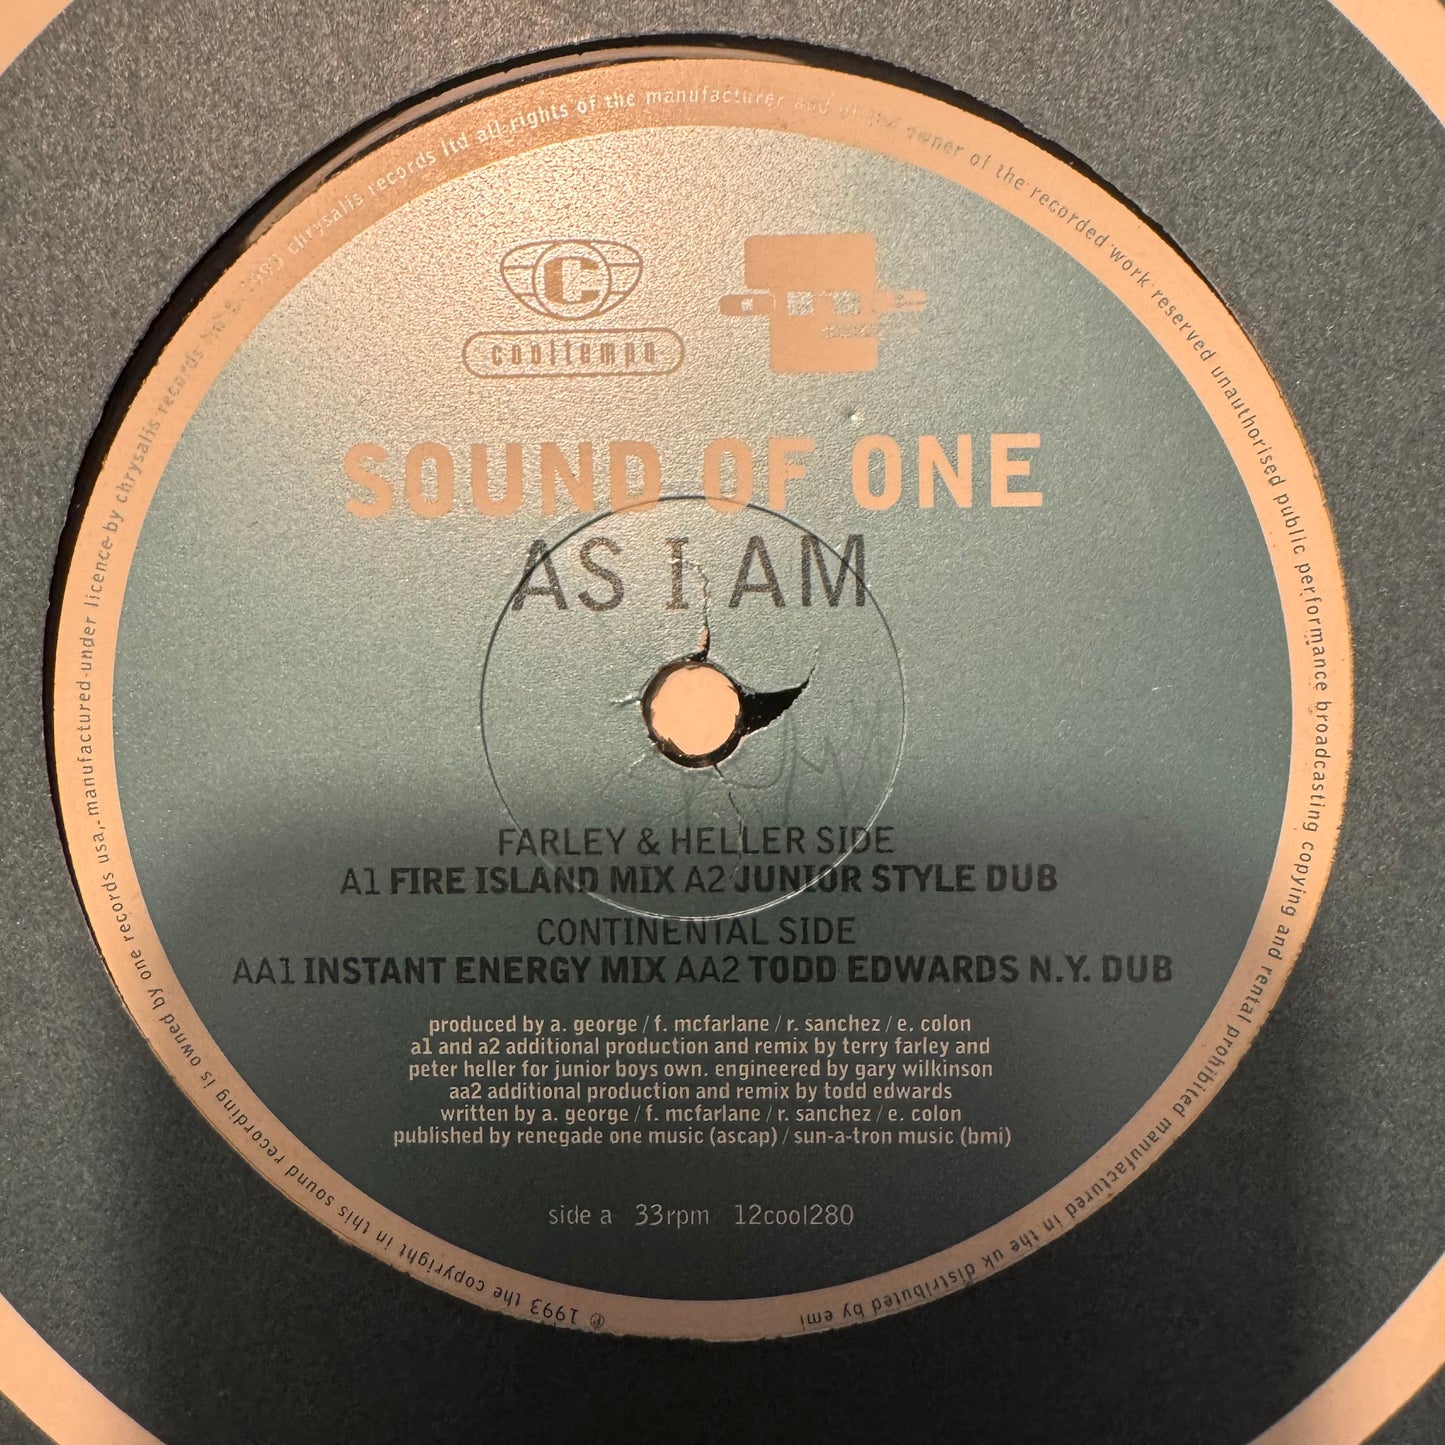 C
cooltempo
one
SOUND OF ONE
AS I AM
FARLEY & HELLER SIDE
A1 FIRE ISLAND MIX A2 JUNIOR STYLE DUB
CONTINENTAL SIDE
AA1 INSTANT ENERGY MIX AA2 TODD EDWARDS N.Y. DUB
produced by a. george / f. mcfarlane / r. sanchez / e. colon
a1 and a2 additional production and remix by terry farley and
peter heller for junior boys own. engineered by gary wilkinson
aa2 additional production and remix by todd edwards
written by a. george / f. mcfarlane / r. sanchez / e. colon
published by renegade one music (ascap) / sun-a-tron music (bmi)
side a 33rpm 12cool280
℗ 1993 the copyright in this sound recording is owned by one records usa, manufactured under licence by chrysalis records ltd © 1993 chrysalis records ltd all rights of the manufacturer and of the owner of the recorded work reserved unauthorised public performance broadcasting copying and rental prohibited manufactured in the uk distributed by emi